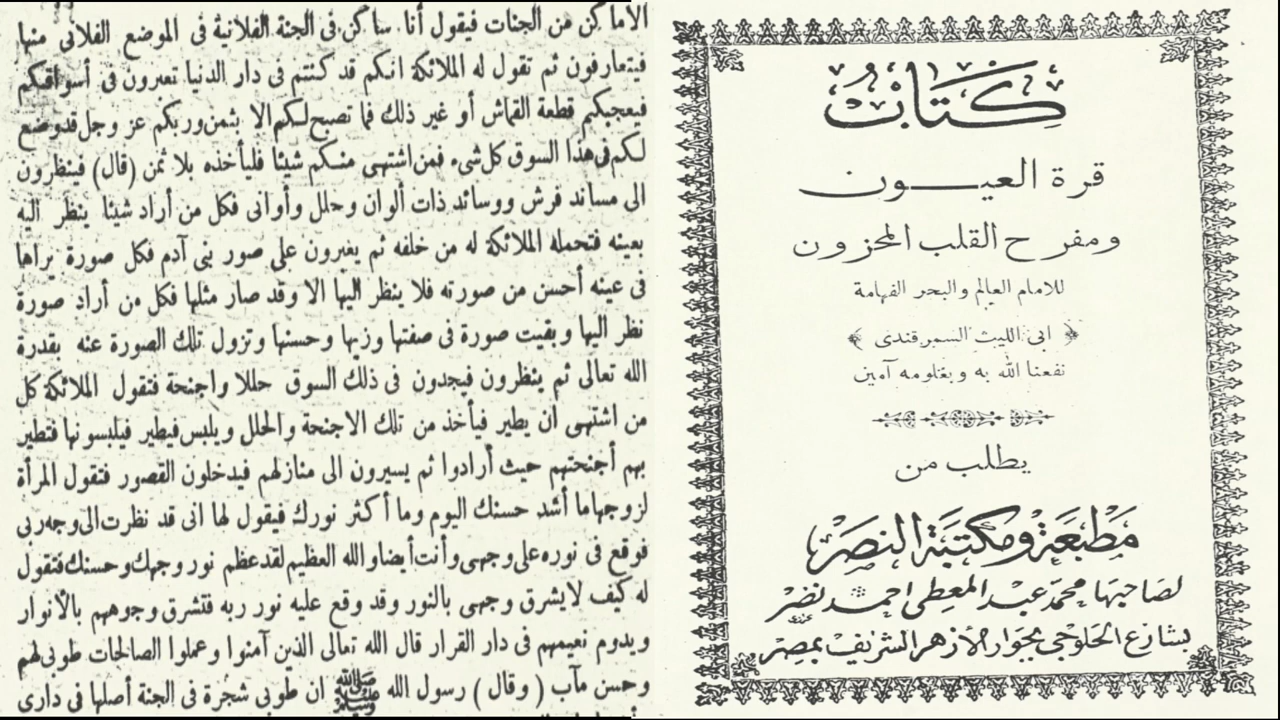 كتاب
قرة العيون
ومفرح القلب المحزون
للامام العالم والبحر الفهامة
﴿ ابى الليث السمرقندى ﴾
نفعنا الله به وبعلومه آمين
يطلب من
مطبعة ومكتبة النصر
لصاحبها محمد عبد المعطى احمد نصر
بشارع الحلوجى بجوار الأزهر الشريف بمصر
الأماكن من الجنات فيقول أنا ساكن فى الجنة الفلانية فى الموضع الفلانى منها
فيتعارفون ثم تقول له الملائكة انكم قد كنتم فى دار الدنيا تعبرون فى أسواقكم
فيعجبكم قطعة القماش أو غير ذلك فما تصبح لكم الا بثمن وربكم عز وجل قد وضع
لكم فى هذا السوق كل شىء فمن اشتهى منكم شيئا فليأخذه بلا ثمن (قال) فينظرون
الى مساند فرش ووسائد ذات ألوان وحلل وأوانى فكل من أراد شيئا ينظر اليه
بعينه فتحمله الملائكة له من خلفه ثم يعبرون على صور بنى آدم فكل صورة يراها
فى عينه أحسن من صورته فلا ينظر اليها الا وقد صار مثلها فكل من أراد صورة
نظر اليها وبقيت صورة فى صفتها وزيها وحسنها وتزول تلك الصورة عنه بقدرة
الله تعالى ثم ينظرون فيجدون فى ذلك السوق حللا واجنحة فتقول الملائكة كل
من اشتهى ان يطير فيأخذ من تلك الاجنحة والحلل ويلبس فيطير فيلبسونها فتطير
بهم أجنحتهم حيث أرادوا ثم يسيرون الى منازلهم فيدخلون القصور فتقول المرأة
لزوجها ما أشد حسنك اليوم وما أكثر نورك فيقول لها انى قد نظرت الى وجه ربى
فوقع فى نوره على وجهى وأنت أيضا والله العظيم لقد عظم نور وجهك وحسنك فتقول
له كيف لا يشرق وجهى بالنور وقد وقع عليه نور ربه فتشرق وجوههم بالأنوار
ويدوم نعيمهم فى دار القرار قال الله تعالى الذين آمنوا وعملوا الصالحات طوبى لهم
وحسن مآب (وقال) رسول الله ﷺ ان طوبى شجرة فى الجنة أصلها فى دارى